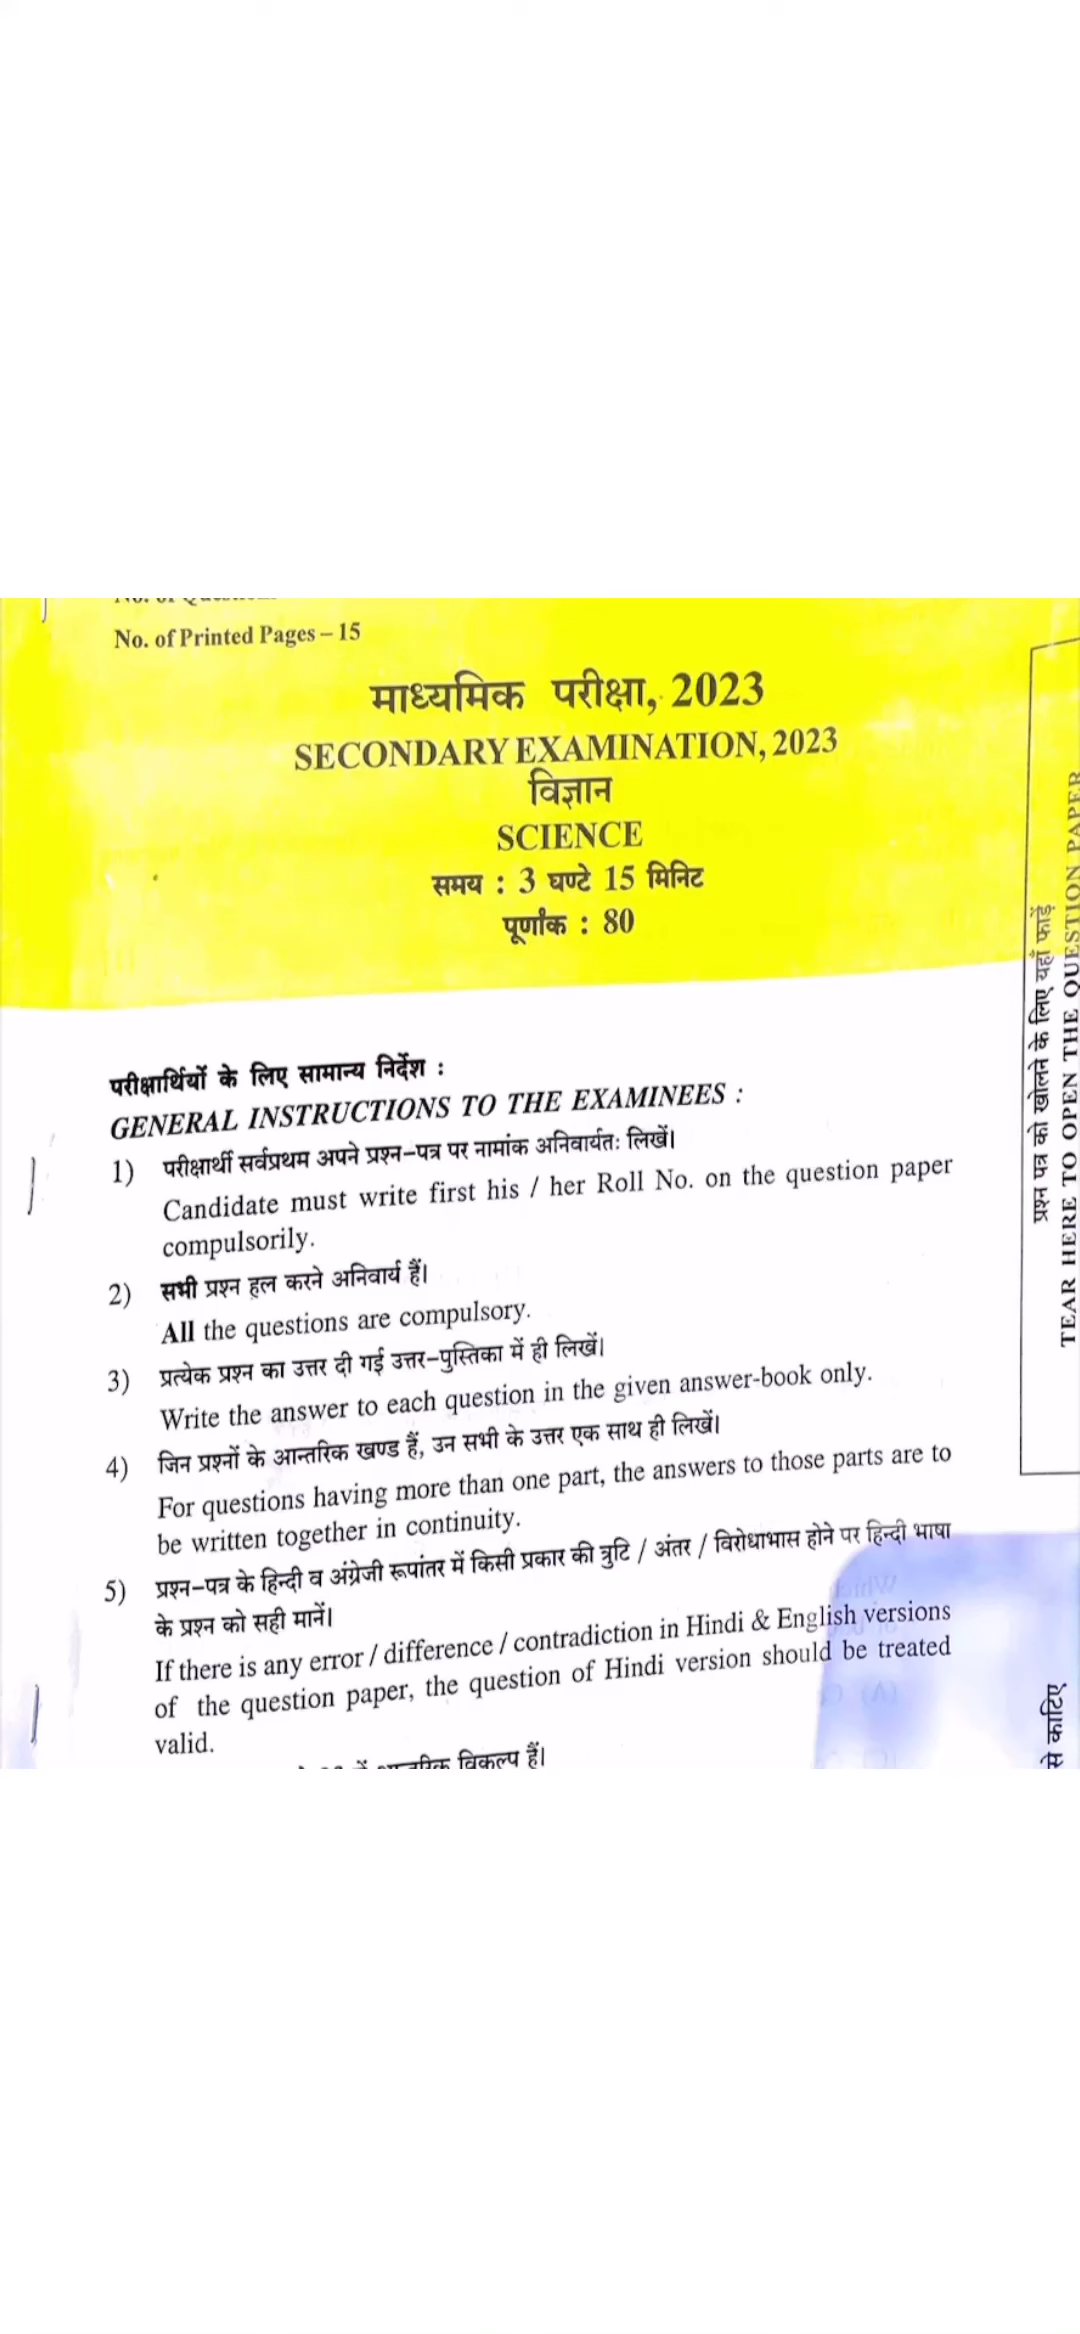 No. of Printed Pages – 15
माध्यमिक परीक्षा, 2023
SECONDARY EXAMINATION, 2023
विज्ञान
SCIENCE
समय : 3 घण्टे 15 मिनिट
पूर्णांक : 80
परीक्षार्थियों के लिए सामान्य निर्देश :
GENERAL INSTRUCTIONS TO THE EXAMINEES :
1) परीक्षार्थी सर्वप्रथम अपने प्रश्न-पत्र पर नामांक अनिवार्यतः लिखें।
Candidate must write first his / her Roll No. on the question paper
compulsorily.
2) सभी प्रश्न हल करने अनिवार्य हैं।
All the questions are compulsory.
3) प्रत्येक प्रश्न का उत्तर दी गई उत्तर-पुस्तिका में ही लिखें।
Write the answer to each question in the given answer-book only.
4) जिन प्रश्नों के आन्तरिक खण्ड हैं, उन सभी के उत्तर एक साथ ही लिखें।
For questions having more than one part, the answers to those parts are to
be written together in continuity.
5) प्रश्न-पत्र के हिन्दी व अंग्रेजी रूपांतर में किसी प्रकार की त्रुटि / अंतर / विरोधाभास होने पर हिन्दी भाषा
के प्रश्न को सही मानें।
If there is any error / difference / contradiction in Hindi & English versions
of the question paper, the question of Hindi version should be treated
valid.
विकल्प हैं।
प्रश्न पत्र को खोलने के लिए यहाँ फाड़ें
TEAR HERE TO OPEN THE QUESTION PAPER
से काटिए